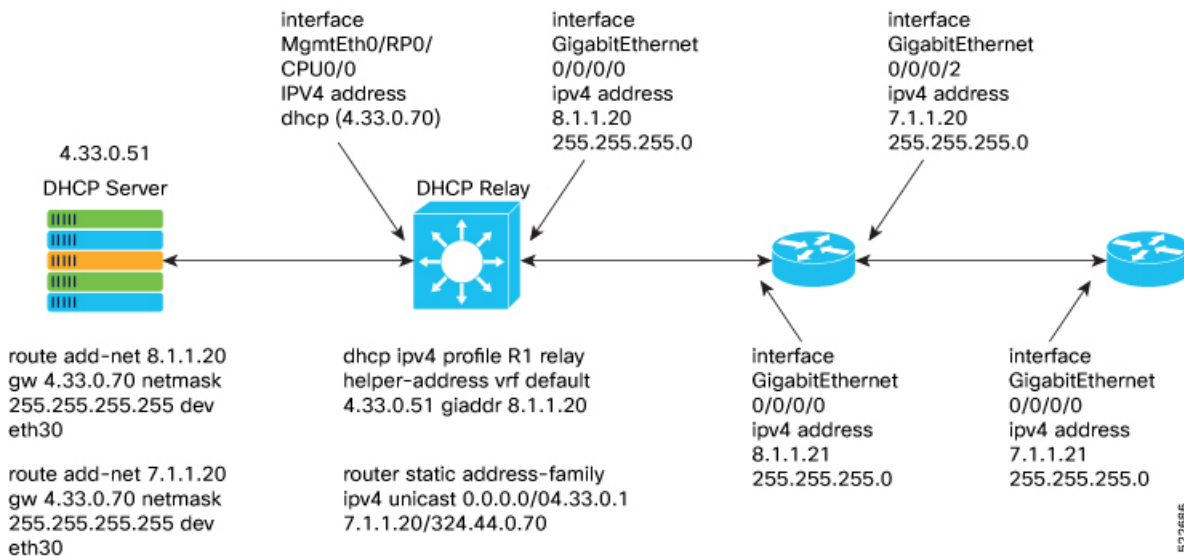 interface
MgmtEth0/RP0/
CPU0/0
IPV4 address
dhcp (4.33.0.70)
interface
GigabitEthernet
0/0/0/0
ipv4 address
8.1.1.20
255.255.255.0
interface
GigabitEthernet
0/0/0/2
ipv4 address
7.1.1.20
255.255.255.0
4.33.0.51
DHCP Server
DHCP Relay
route add-net 8.1.1.20
gw 4.33.0.70 netmask
255.255.255.255 dev
eth30
route add-net 7.1.1.20
gw 4.33.0.70 netmask
255.255.255.255 dev
eth30
dhcp ipv4 profile R1 relay
helper-address vrf default
4.33.0.51 giaddr 8.1.1.20
router static address-family
ipv4 unicast 0.0.0.0/04.33.0.1
7.1.1.20/324.44.0.70
interface
GigabitEthernet
0/0/0/0
ipv4 address
8.1.1.21
255.255.255.0
interface
GigabitEthernet
0/0/0/0
ipv4 address
7.1.1.21
255.255.255.0
522686